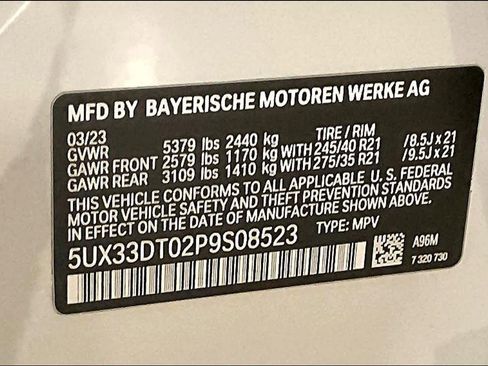 MFD BY BAYERISCHE MOTOREN WERKE AG
03/23 TIRE / RIM
GVWR 5379 lbs 2440 kg
GAWR FRONT 2579 lbs 1170 kg WITH 245/40 R21 /8.5J x 21
GAWR REAR 3109 lbs 1410 kg WITH 275/35 R21 /9.5J x 21
THIS VEHICLE CONFORMS TO ALL APPLICABLE U. S. FEDERAL
MOTOR VEHICLE SAFETY AND THEFT PREVENTION STANDARDS
IN EFFECT ON THE DATE OF MANUFACTURE SHOWN ABOVE.
5UX33DT02P9S08523 TYPE: MPV
A96M
7 320 730